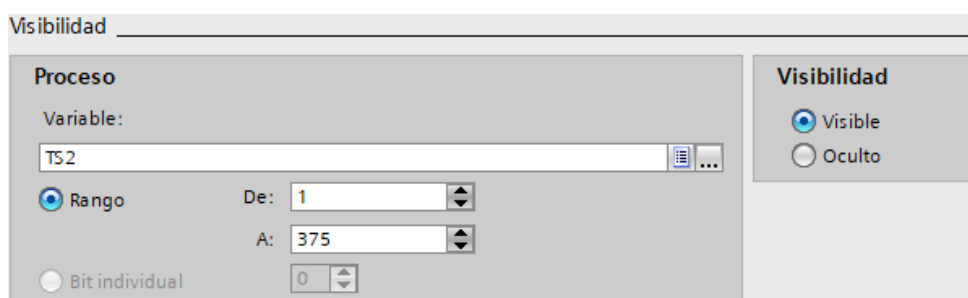 Visibilidad
Proceso
Variable:
TS2
...
Rango
De: 1
A: 375
Bit individual
0
Visibilidad
Visible
Oculto